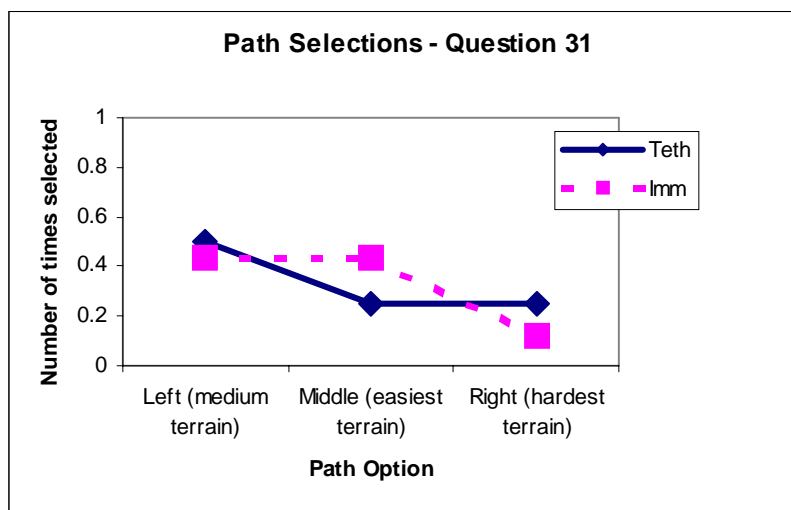 Path Selections - Question 31
Number of times selected
1
0.8
0.6
0.4
0.2
0
Teth
Imm
Left (medium
terrain)
Middle (easiest
terrain)
Right (hardest
terrain)
Path Option